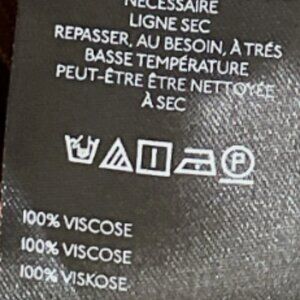 NÉCESSAIRE
LIGNE SEC
REPASSER, AU BESOIN, À TRÉS
BASSE TEMPÉRATURE
PEUT-ÊTRE ÊTRE NETTOYÉE
À SEC
P
100% VISCOSE
100% VISCOSE
100% VISKOSE